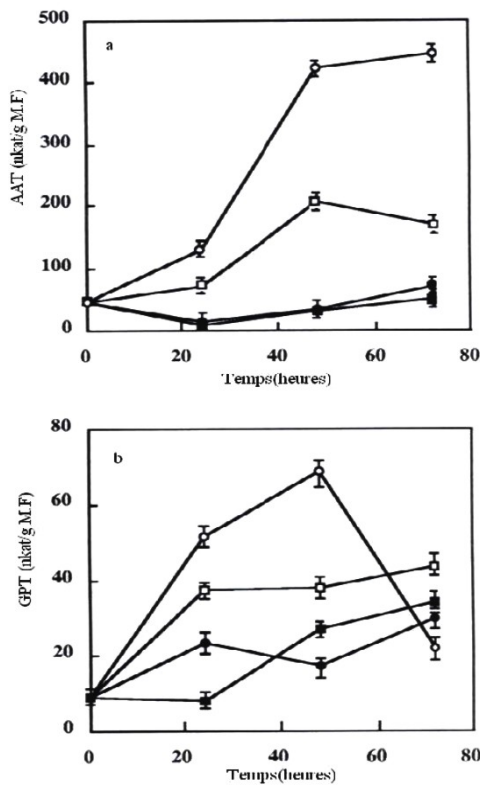 500
a
400
300
200
100
0
AAT (nkat/g M.F)
0 20 40 60 80
Temps(heures)
80
b
60
40
20
0
GPT (nkat/g M.F)
0 20 40 60 80
Temps(heures)